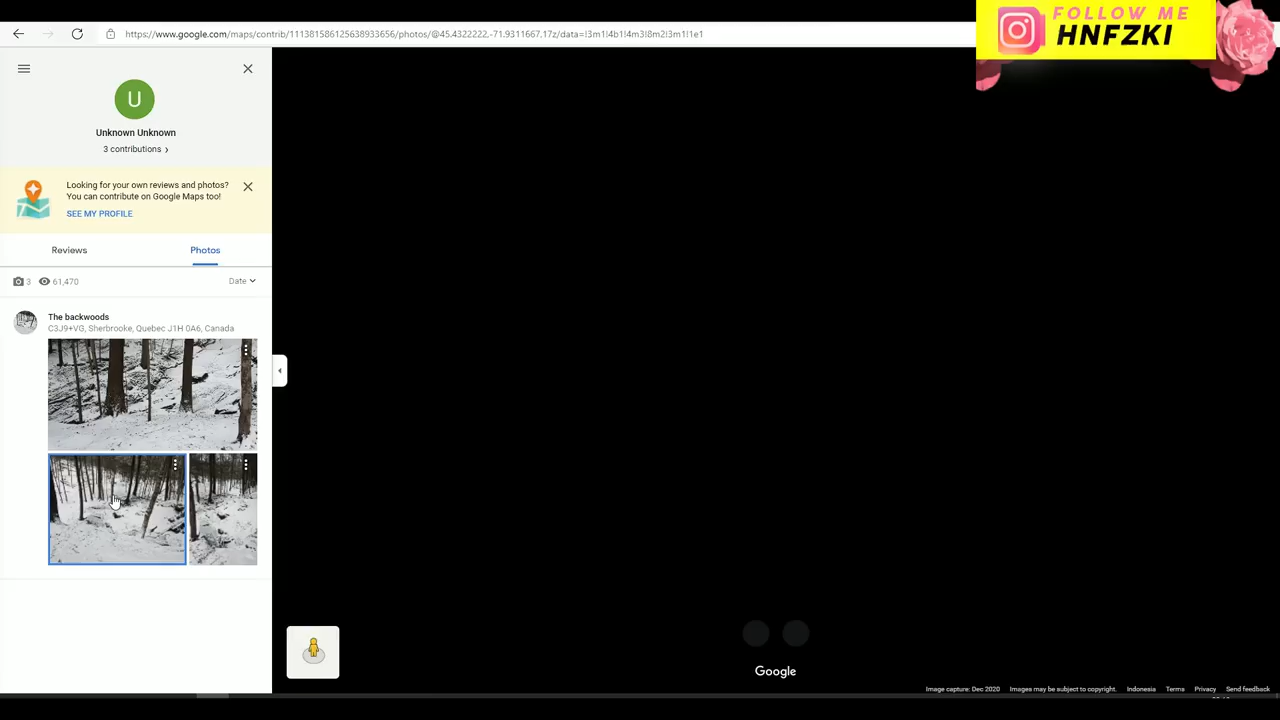 FOLLOW ME
HNFZKI
https://www.google.com/maps/contrib/111381586125638933656/photos/@45.4322222,-71.9311667,17z/data=!3m1!4b1!4m3!8m2!3m1!1e1
U
Unknown Unknown
3 contributions
Looking for your own reviews and photos?
You can contribute on Google Maps too!
SEE MY PROFILE
Reviews
Photos
3
61,470
Date
The backwoods
C3J9+VG, Sherbrooke, Quebec J1H 0A6, Canada
Google
Image capture: Dec 2020
Images may be subject to copyright.
Indonesia
Terms
Privacy
Send feedback